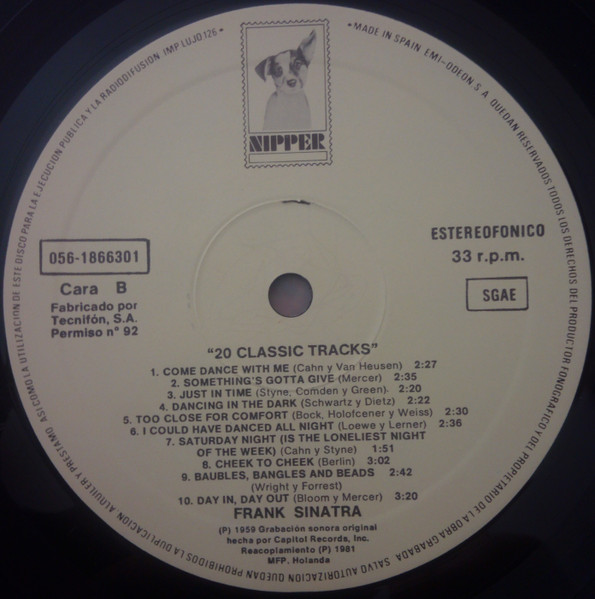 NIPPER
• MADE IN SPAIN EMI-ODEON, S A QUEDAN RESERVADOS TODOS LOS DERECHOS DEL PRODUCTOR FONOGRAFICO Y DEL PROPIETARIO DE LA OBRA GRABADA SALVO AUTORIZACION QUEDAN PROHIBIDOS LA DUPLICACION ALQUILER Y PRESTAMO ASI COMO LA UTILIZACION DE ESTE DISCO PARA LA EJECUCION PUBLICA Y LA RADIODIFUSION IMP LUJO 126 •
056-1866301
Cara B
Fabricado por
Tecnifón, S.A.
Permiso n° 92
ESTEREOFONICO
33 r.p.m.
SGAE
"20 CLASSIC TRACKS"
1. COME DANCE WITH ME (Cahn y Van Heusen) 2:27
2. SOMETHING'S GOTTA GIVE (Mercer) 2:35
3. JUST IN TIME (Styne, Comden y Green) 2:20
4. DANCING IN THE DARK (Schwartz y Dietz) 2:22
5. TOO CLOSE FOR COMFORT (Bock, Holofcener y Weiss) 2:30
6. I COULD HAVE DANCED ALL NIGHT (Loewe y Lerner) 2:36
7. SATURDAY NIGHT (IS THE LONELIEST NIGHT
OF THE WEEK) (Cahn y Styne) 1:51
8. CHEEK TO CHEEK (Berlin) 3:02
9. BAUBLES, BANGLES AND BEADS 2:42
(Wright y Forrest)
10. DAY IN, DAY OUT (Bloom y Mercer) 3:20
FRANK SINATRA
(P) 1959 Grabación sonora original
hecha por Capitol Records, Inc.
Reacoplamiento (P) 1981
MFP. Holanda